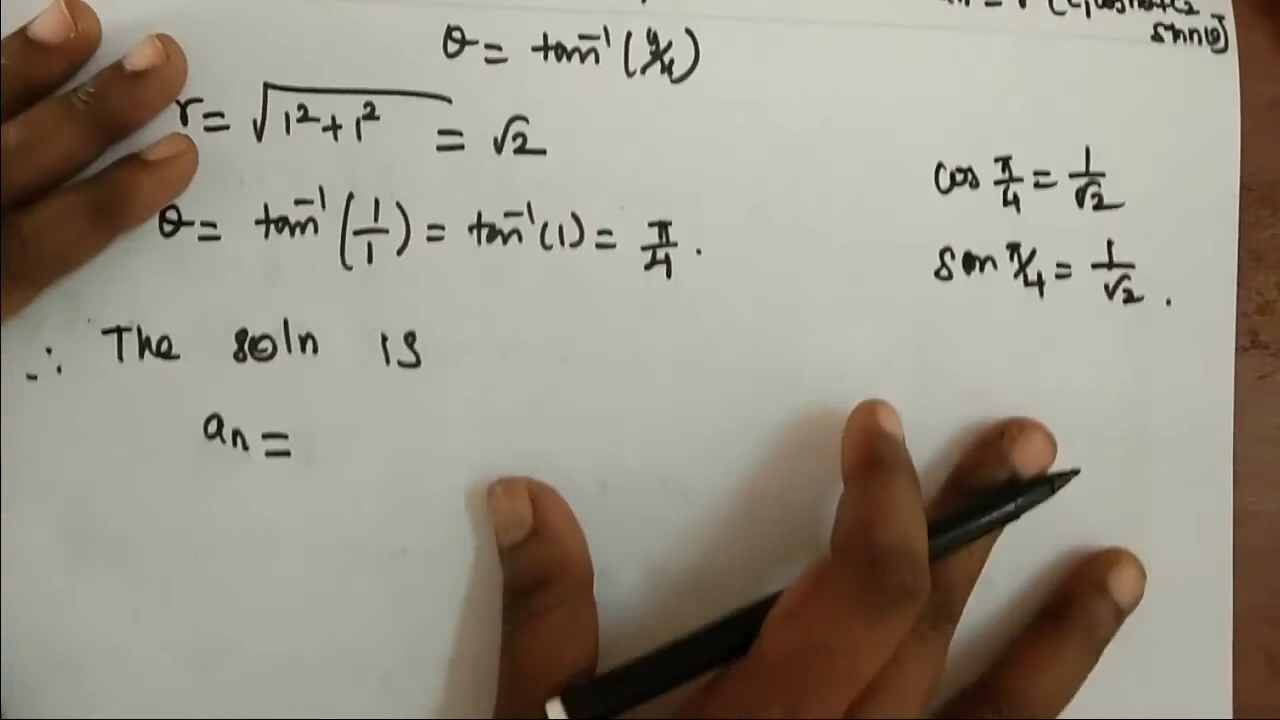 sinnθ]
θ = tan⁻¹(y/x)
r = √1²+1² = √2
θ = tan⁻¹(1/1) = tan⁻¹(1) = π/4.
cos π/4 = 1/√2
sin π/4 = 1/√2.
∴ The soln is
aₙ =